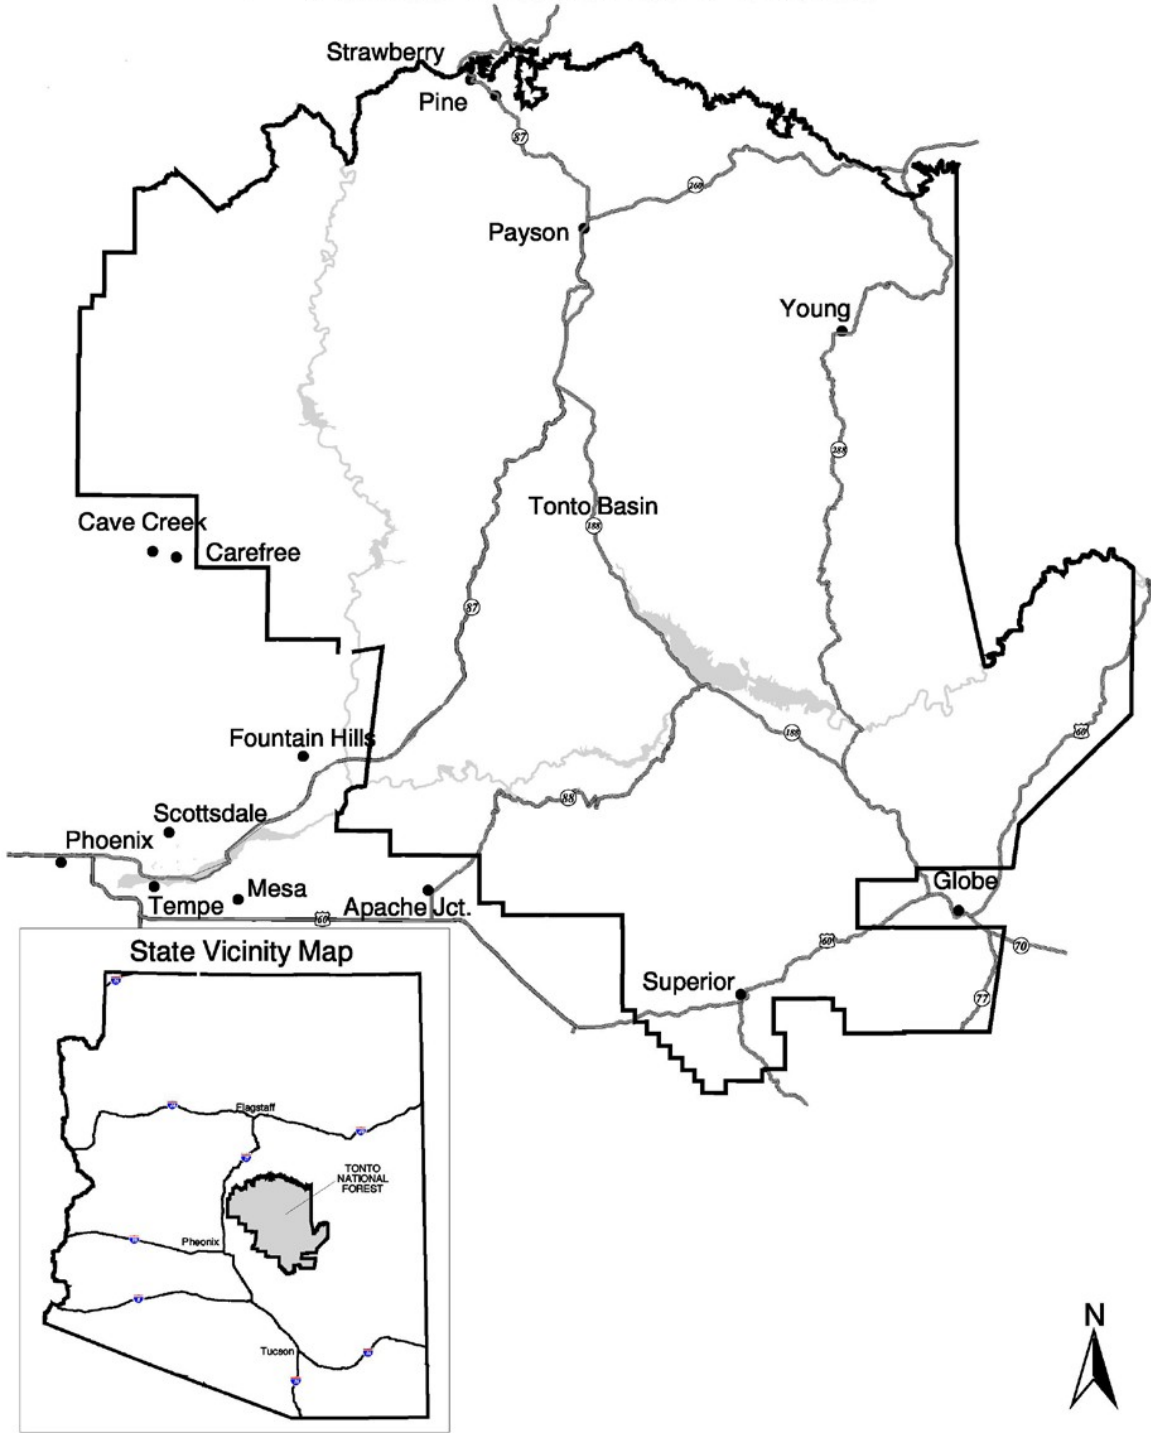 Strawberry
Pine
87
260
Payson
Young
288
Tonto Basin
188
Cave Creek
Carefree
87
Fountain Hills
188
60
88
Scottsdale
Phoenix
Mesa
Tempe
Apache Jct.
60
Globe
60
70
Superior
77
State Vicinity Map
Flagstaff
TONTO
NATIONAL
FOREST
Pheonix
Tucson
N